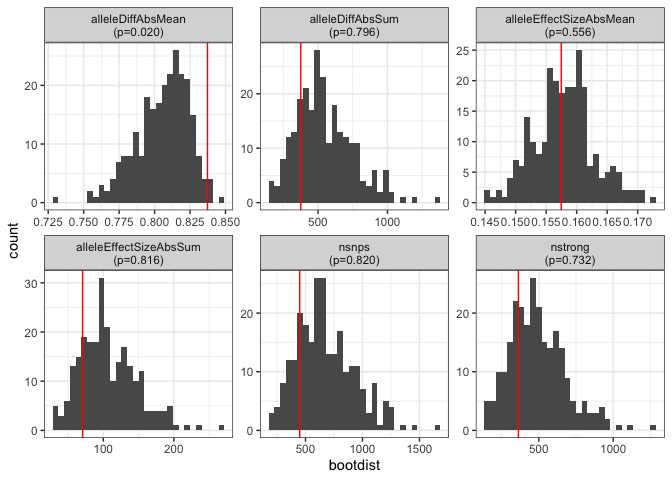 alleleDiffAbsMean
(p=0.020)
alleleDiffAbsSum
(p=0.796)
alleleEffectSizeAbsMean
(p=0.556)
20
10
0
0.725 0.750 0.775 0.800 0.825 0.850
20
10
0
500 1000
25
20
15
10
5
0
0.145 0.150 0.155 0.160 0.165 0.170
count
alleleEffectSizeAbsSum
(p=0.816)
nsnps
(p=0.820)
nstrong
(p=0.732)
30
20
10
0
100 200
20
10
0
500 1000 1500
20
10
0
500 1000
bootdist